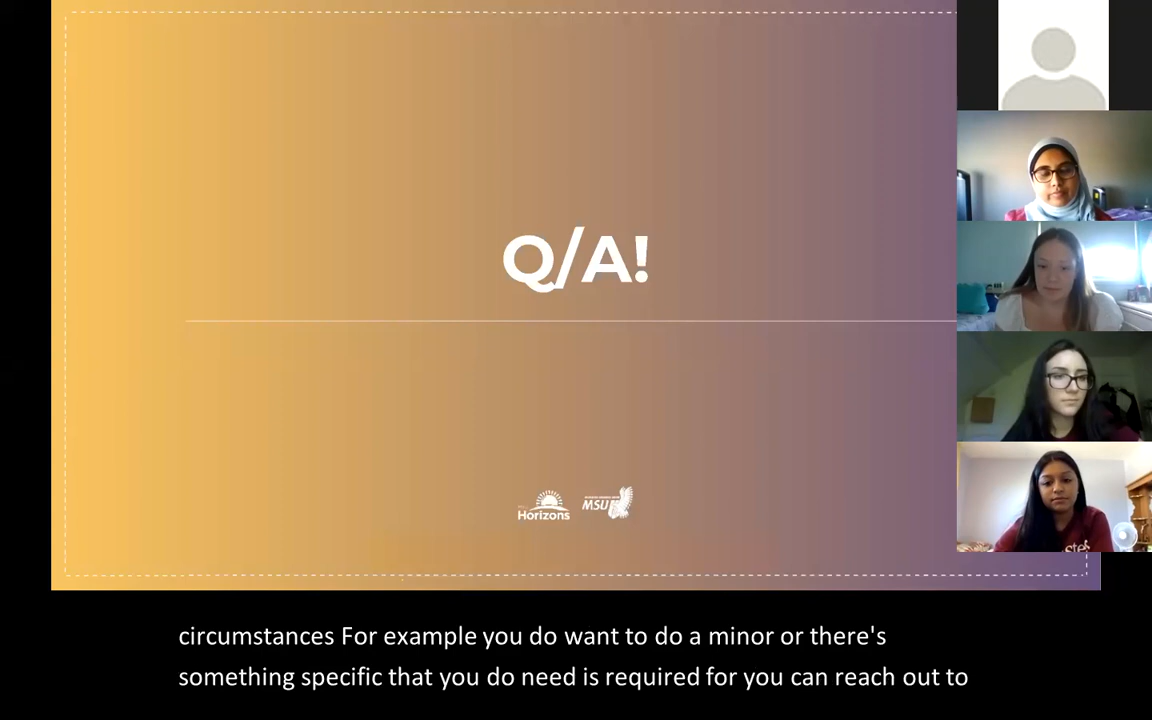 Q/A!
Horizons
MSU
circumstances For example you do want to do a minor or there's
something specific that you do need is required for you can reach out to